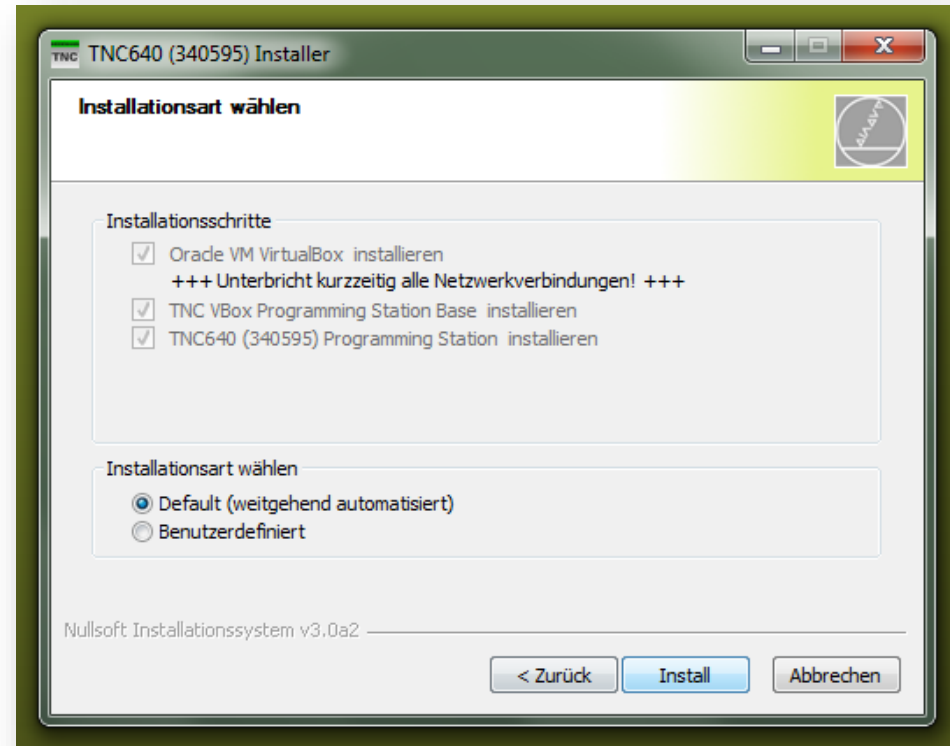 TNC TNC640 (340595) Installer
Installationsart wählen
Installationsschritte
Oracle VM VirtualBox installieren
+++ Unterbricht kurzzeitig alle Netzwerkverbindungen! +++
TNC VBox Programming Station Base installieren
TNC640 (340595) Programming Station installieren
Installationsart wählen
Default (weitgehend automatisiert)
Benutzerdefiniert
Nullsoft Installationssystem v3.0a2
< Zurück Install Abbrechen